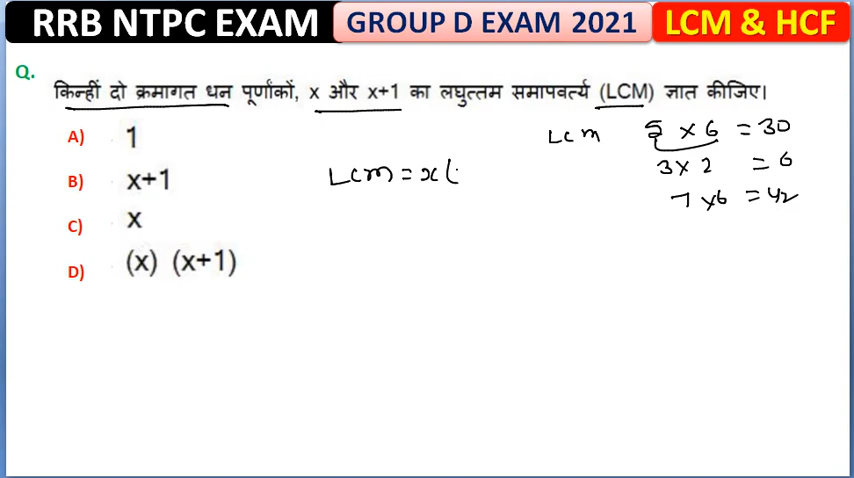 RRB NTPC EXAM GROUP D EXAM 2021 LCM & HCF
Q.
किन्हीं दो क्रमागत धन पूर्णांकों, x और x+1 का लघुत्तम समापवर्त्य (LCM) ज्ञात कीजिए।
A) 1
B) x+1
C) x
D) (x) (x+1)
Lcm 5 x 6 = 30
3 x 2 = 6
7 x 6 = 42
Lcm = x (